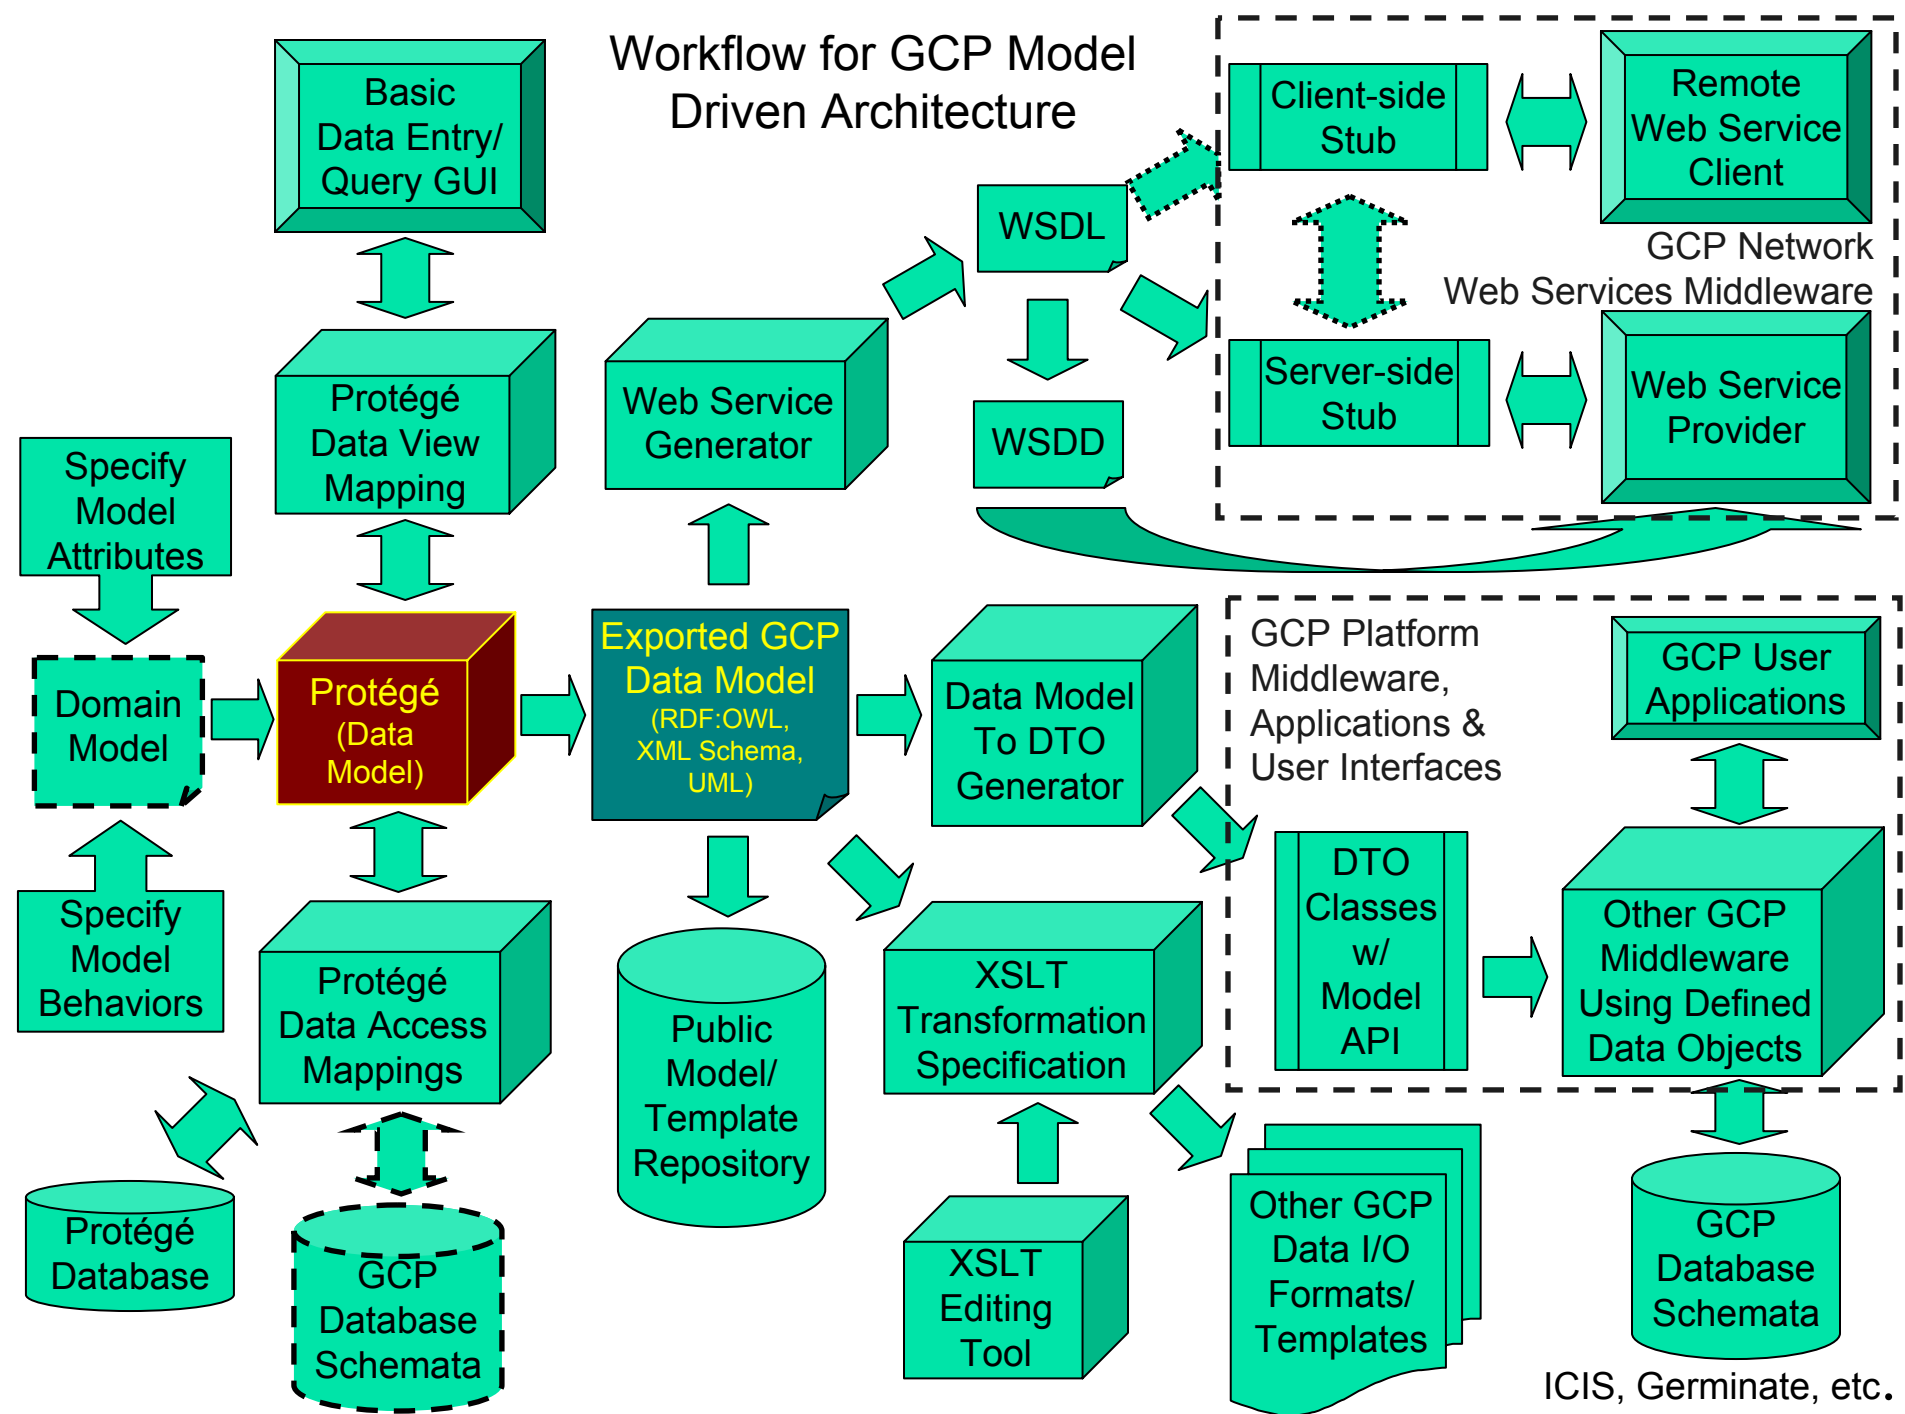 Workflow for GCP Model
Driven Architecture
Basic
Data Entry/
Query GUI
Protégé
Data View
Mapping
Specify
Model
Attributes
Domain
Model
Specify
Model
Behaviors
Protégé
(Data
Model)
Protégé
Data Access
Mappings
Protégé
Database
GCP
Database
Schemata
Web Service
Generator
Exported GCP
Data Model
(RDF:OWL,
XML Schema,
UML)
Public
Model/
Template
Repository
WSDL
WSDD
Client-side
Stub
Remote
Web Service
Client
GCP Network
Web Services Middleware
Server-side
Stub
Web Service
Provider
Data Model
To DTO
Generator
XSLT
Transformation
Specification
XSLT
Editing
Tool
Other GCP
Data I/O
Formats/
Templates
GCP Platform
Middleware,
Applications &
User Interfaces
GCP User
Applications
DTO
Classes
w/
Model
API
Other GCP
Middleware
Using Defined
Data Objects
GCP
Database
Schemata
ICIS, Germinate, etc.